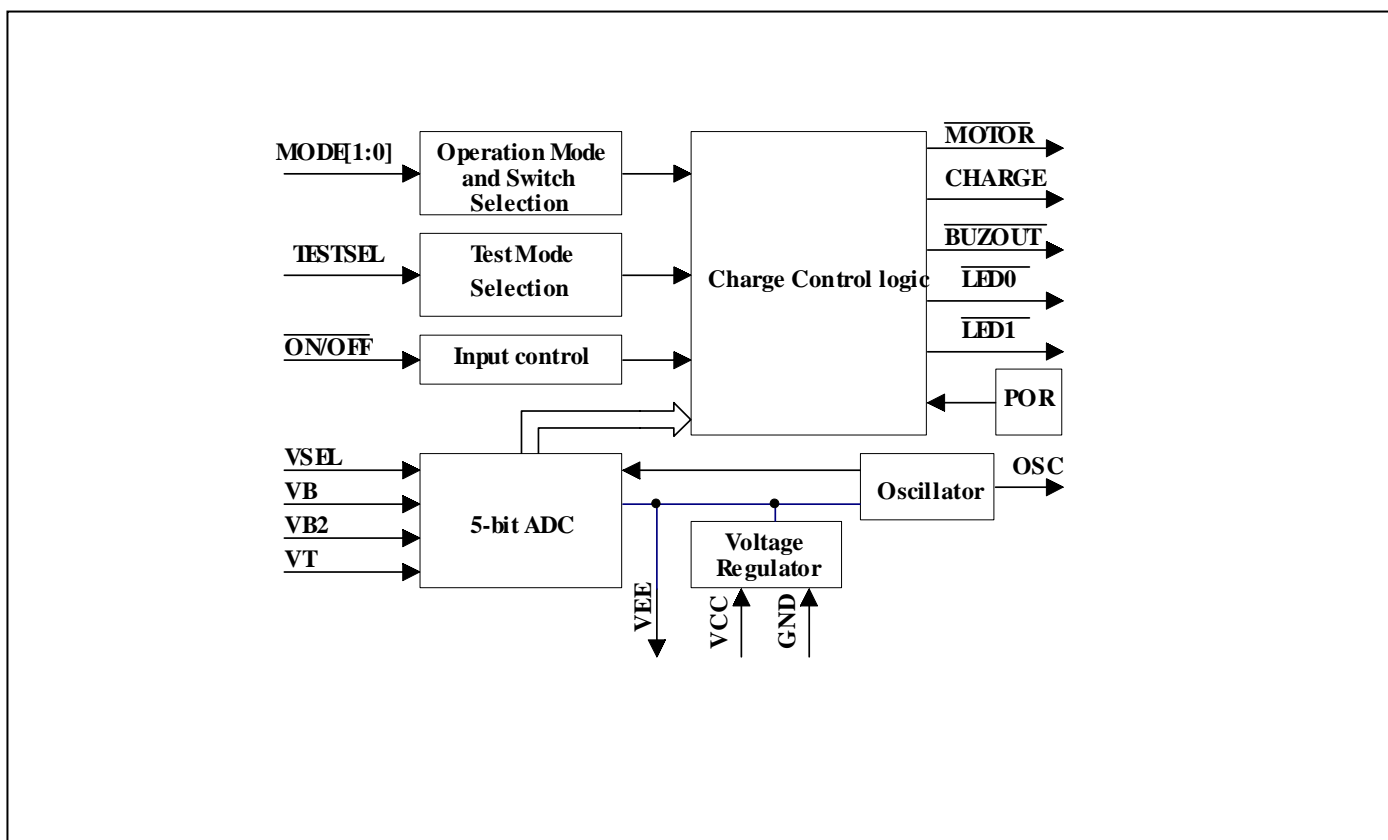 MODE[1:0]
Operation Mode
and Switch
Selection
TESTSEL
Test Mode
Selection
ON/OFF
Input control
Charge Control logic
MOTOR
CHARGE
BUZOUT
LED0
LED1
POR
VSEL
VB
VB2
VT
5-bit ADC
Oscillator
OSC
Voltage
Regulator
VEE
VCC
GND